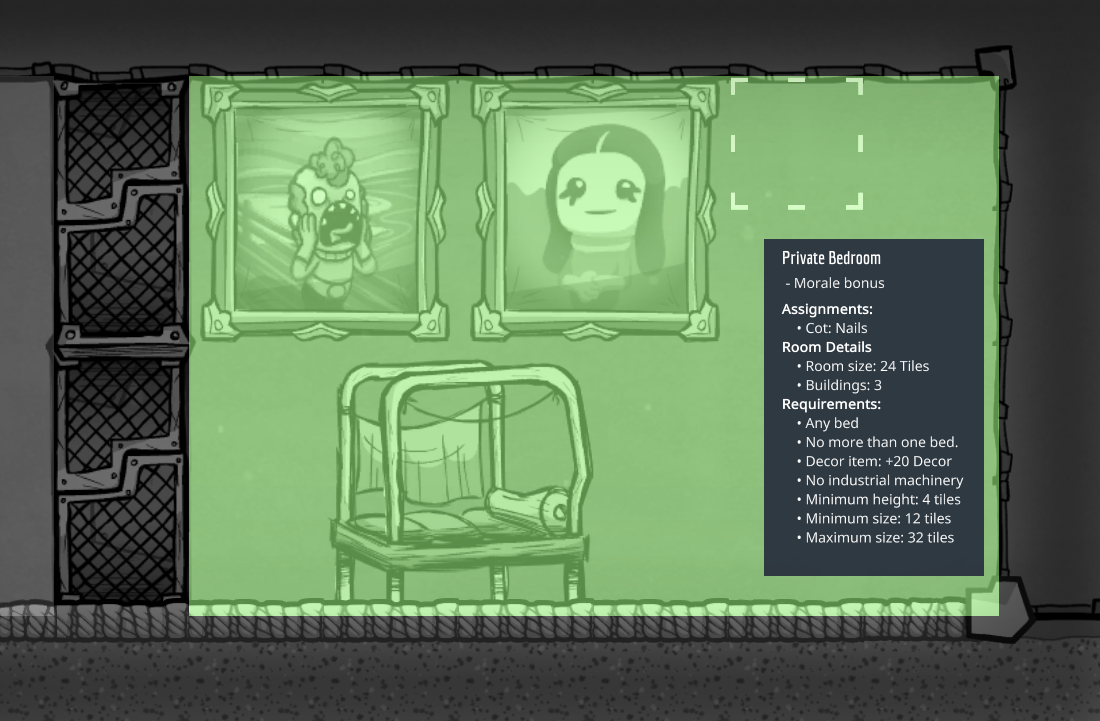 Private Bedroom
- Morale bonus
Assignments:
• Cot: Nails
Room Details
• Room size: 24 Tiles
• Buildings: 3
Requirements:
• Any bed
• No more than one bed.
• Decor item: +20 Decor
• No industrial machinery
• Minimum height: 4 tiles
• Minimum size: 12 tiles
• Maximum size: 32 tiles